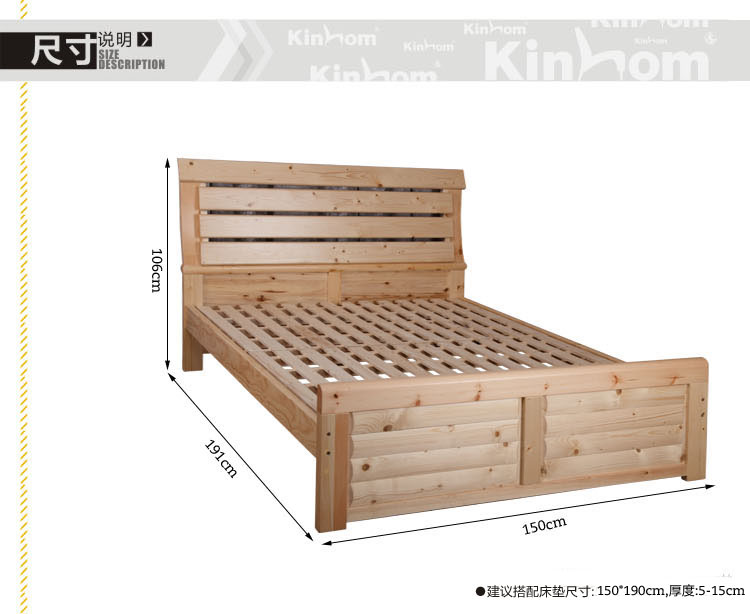 尺寸说明
SIZE
DESCRIPTION
Kinhom
Kinhom
Kinhom
Kinhom
Kinhom
Kinhom
106cm
191cm
150cm
●建议搭配床垫尺寸: 150*190cm,厚度:5-15cm